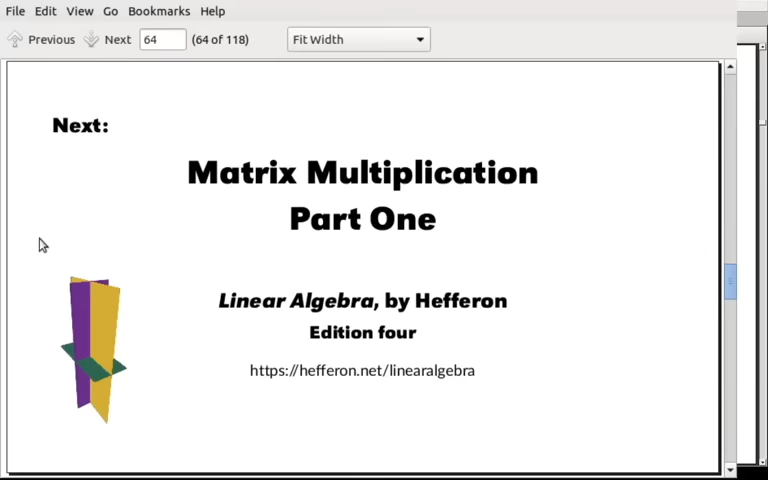 File Edit View Go Bookmarks Help
Previous Next 64 (64 of 118) Fit Width
Next:
Matrix Multiplication
Part One
Linear Algebra, by Hefferon
Edition four
https://hefferon.net/linearalgebra